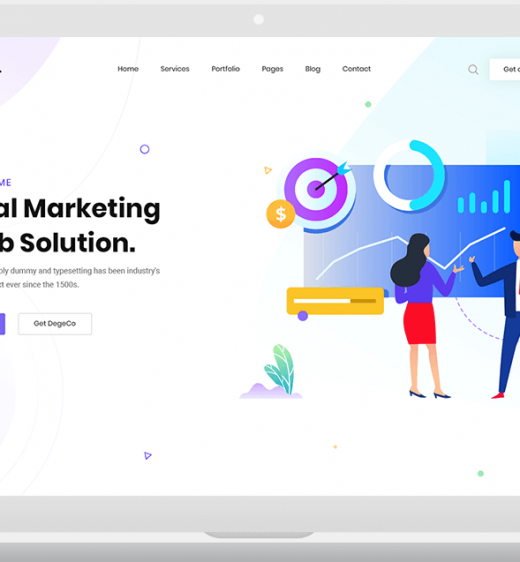 Home Services Portfolio Pages Blog Contact
Get
ME
al Marketing
b Solution.
ply dummy and typesetting has been industry's
xt ever since the 1500s.
Get DegeCo
$